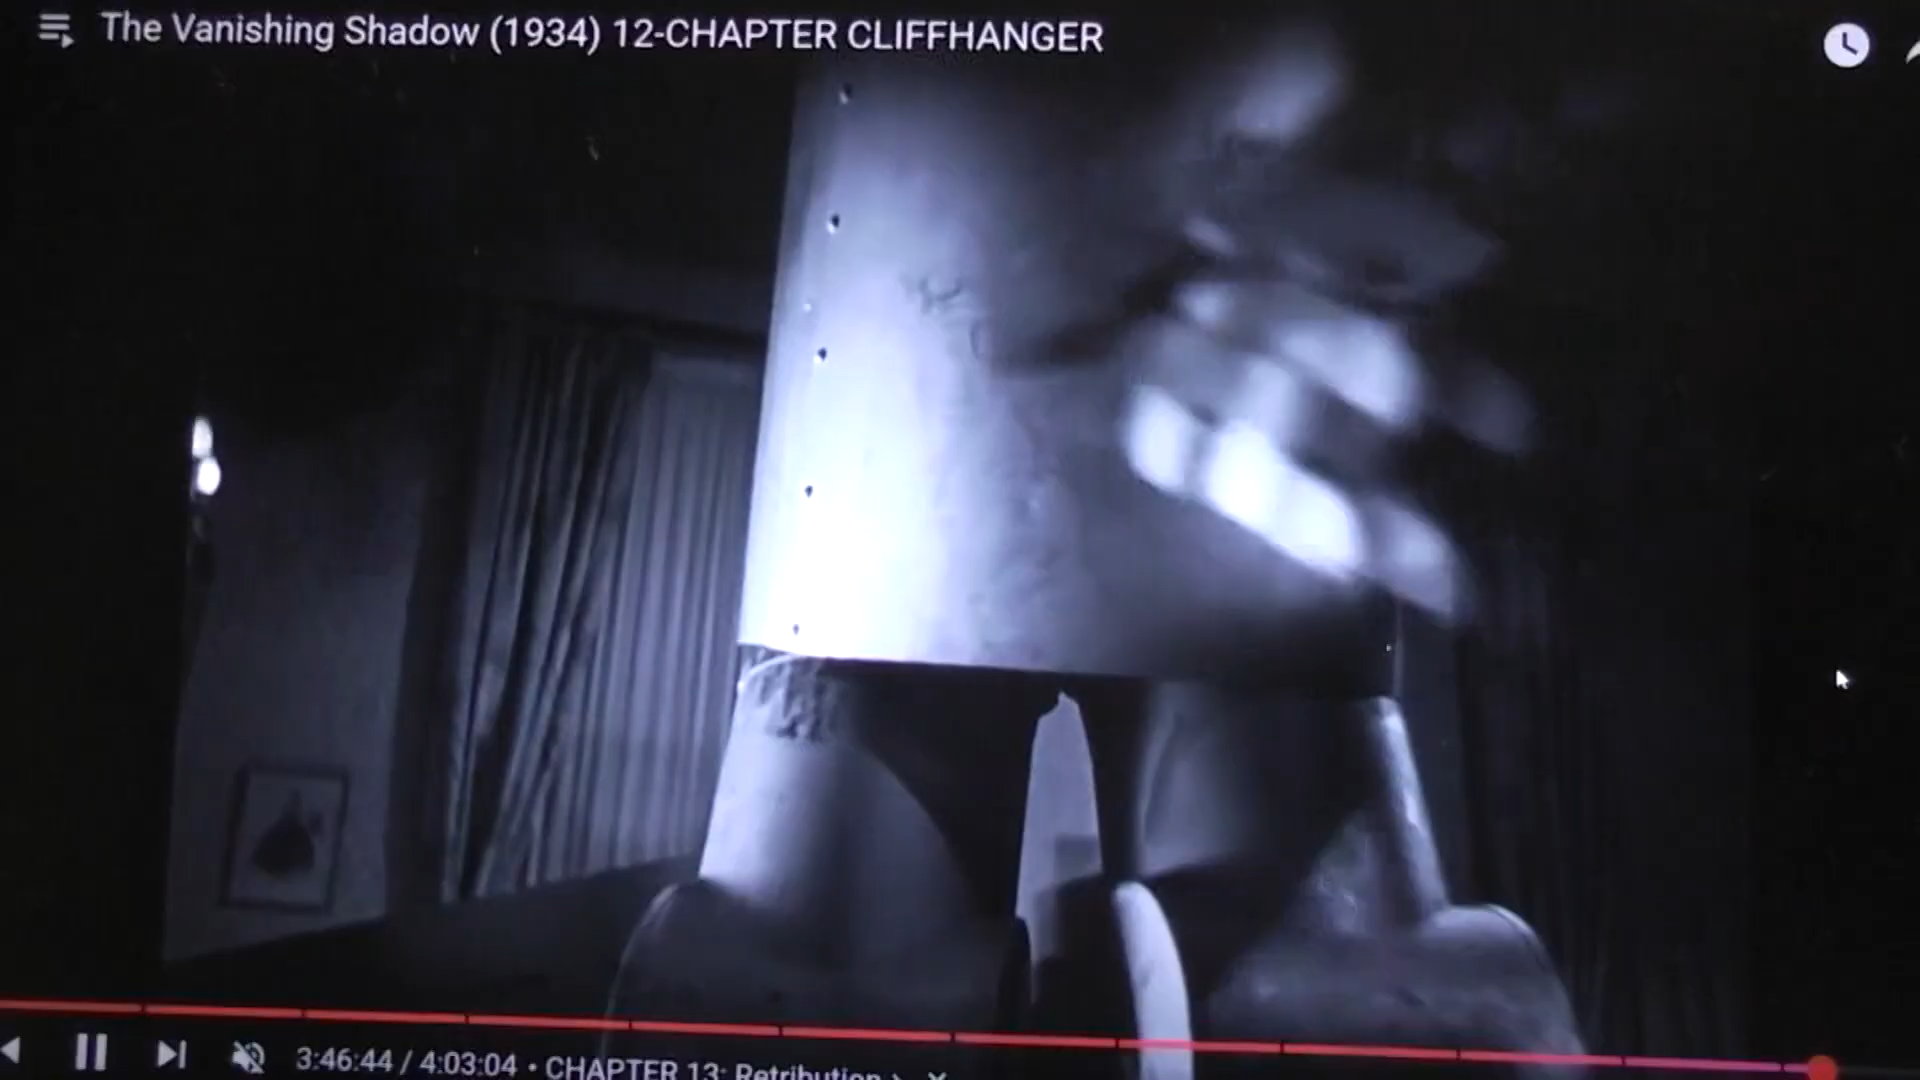 The Vanishing Shadow (1934) 12-CHAPTER CLIFFHANGER
3:46:44 / 4:03:04 • CHAPTER 13: Retribution